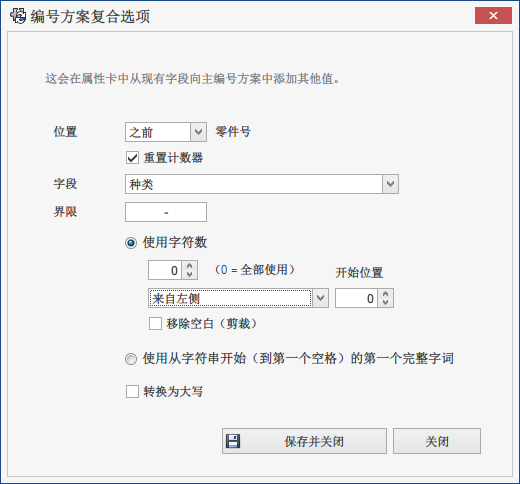 编号方案复合选项
这会在属性卡中从现有字段向主编号方案中添加其他值。
位置 之前 零件号
重置计数器
字段 种类
界限 -
使用字符数
0 （0 = 全部使用） 开始位置
来自左侧 0
移除空白（剪裁）
使用从字符串开始（到第一个空格）的第一个完整字词
转换为大写
保存并关闭 关闭